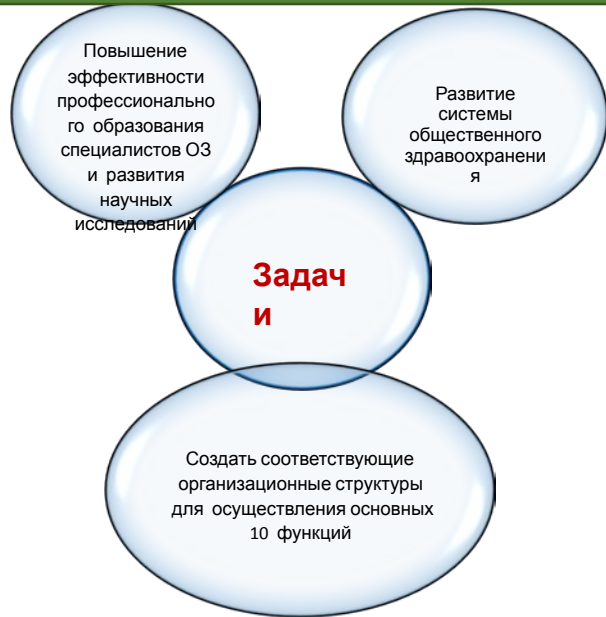 Повышение
эффективности
профессионально
го образования
специалистов ОЗ
и развития
научных
исследований
Развитие
системы
общественного
здравоохранени
я
Задач
и
Создать соответствующие
организационные структуры
для осуществления основных
10 функций